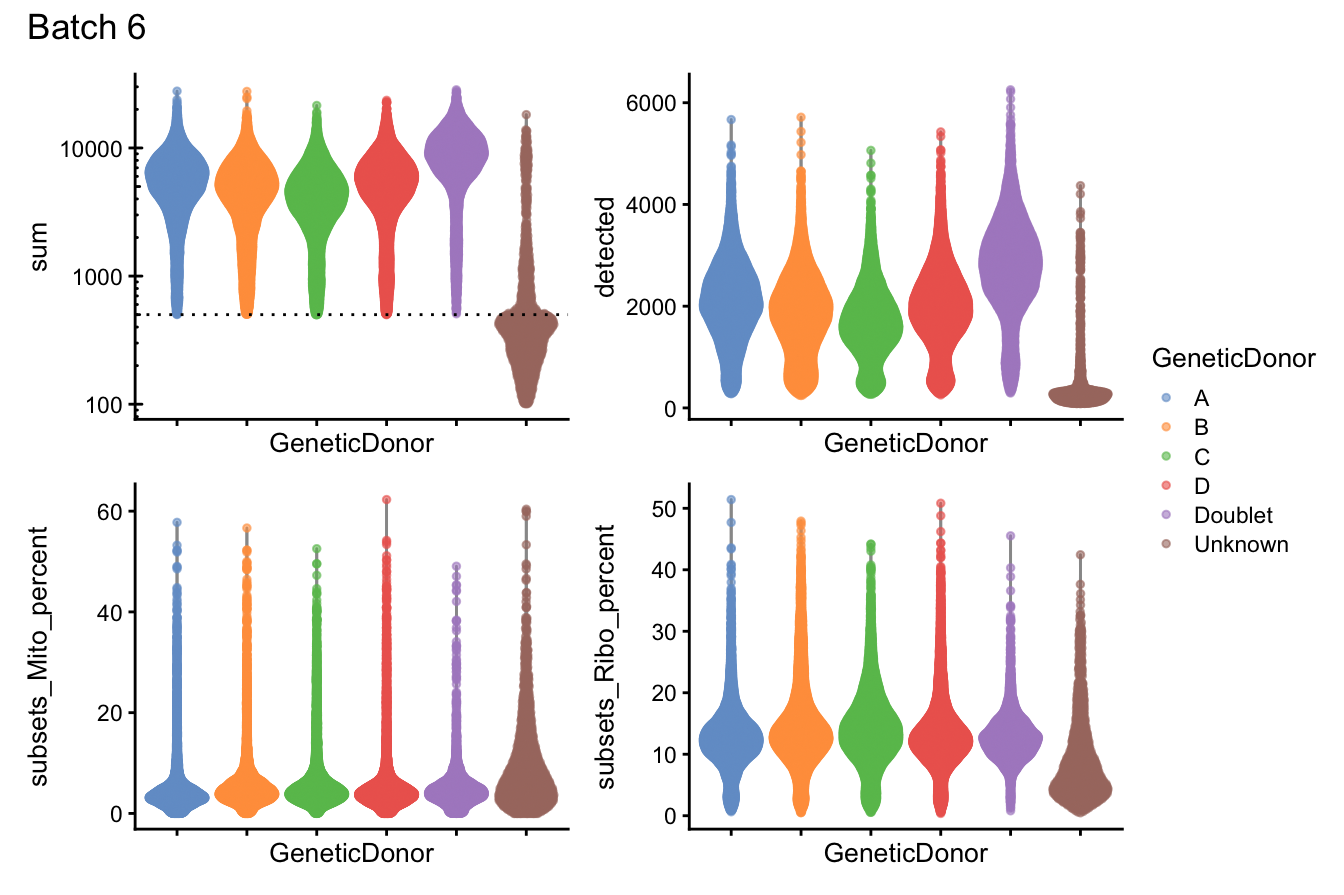 Batch 6
sum
10000
1000
100
GeneticDonor
detected
6000
4000
2000
0
GeneticDonor
subsets_Mito_percent
60
40
20
0
GeneticDonor
subsets_Ribo_percent
50
40
30
20
10
0
GeneticDonor
GeneticDonor
A
B
C
D
Doublet
Unknown